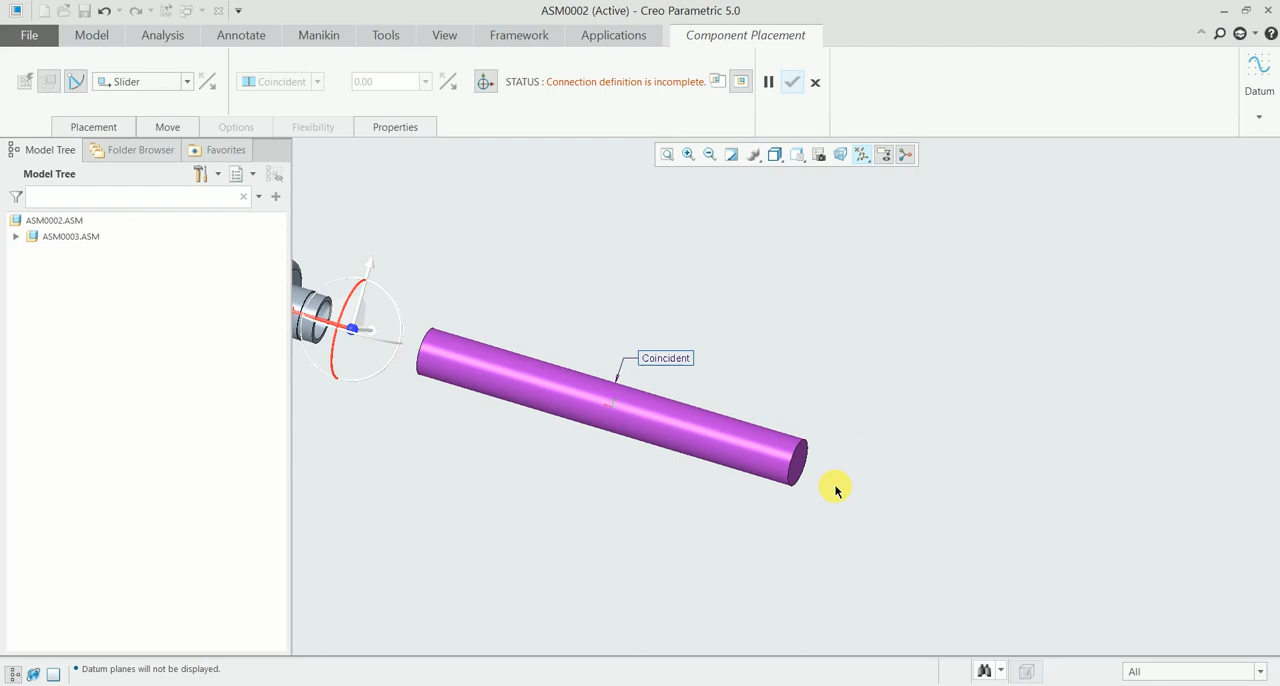 ASM0002 (Active) - Creo Parametric 5.0
File Model Analysis Annotate Manikin Tools View Framework Applications Component Placement
Slider Coincident 0.00 STATUS : Connection definition is incomplete.
Datum
Placement Move Options Flexibility Properties
Model Tree Folder Browser Favorites
Model Tree
ASM0002.ASM
ASM0003.ASM
Coincident
Datum planes will not be displayed.
All